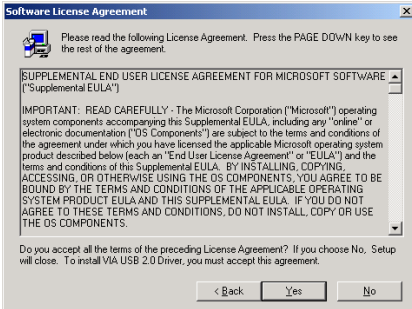 Software License Agreement
Please read the following License Agreement. Press the PAGE DOWN key to see
the rest of the agreement.
SUPPLEMENTAL END USER LICENSE AGREEMENT FOR MICROSOFT SOFTWARE
("Supplemental EULA")
IMPORTANT: READ CAREFULLY - The Microsoft Corporation ("Microsoft") operating
system components accompanying this Supplemental EULA, including any "online" or
electronic documentation ("OS Components") are subject to the terms and conditions of
the agreement under which you have licensed the applicable Microsoft operating system
product described below (each an "End User License Agreement" or "EULA") and the
terms and conditions of this Supplemental EULA. BY INSTALLING, COPYING,
ACCESSING, OR OTHERWISE USING THE OS COMPONENTS, YOU AGREE TO BE
BOUND BY THE TERMS AND CONDITIONS OF THE APPLICABLE OPERATING
SYSTEM PRODUCT EULA AND THIS SUPPLEMENTAL EULA. IF YOU DO NOT
AGREE TO THESE TERMS AND CONDITIONS, DO NOT INSTALL, COPY OR USE
THE OS COMPONENTS.
Do you accept all the terms of the preceding License Agreement? If you choose No, Setup
will close. To install VIA USB 2.0 Driver, you must accept this agreement.
< Back
Yes
No